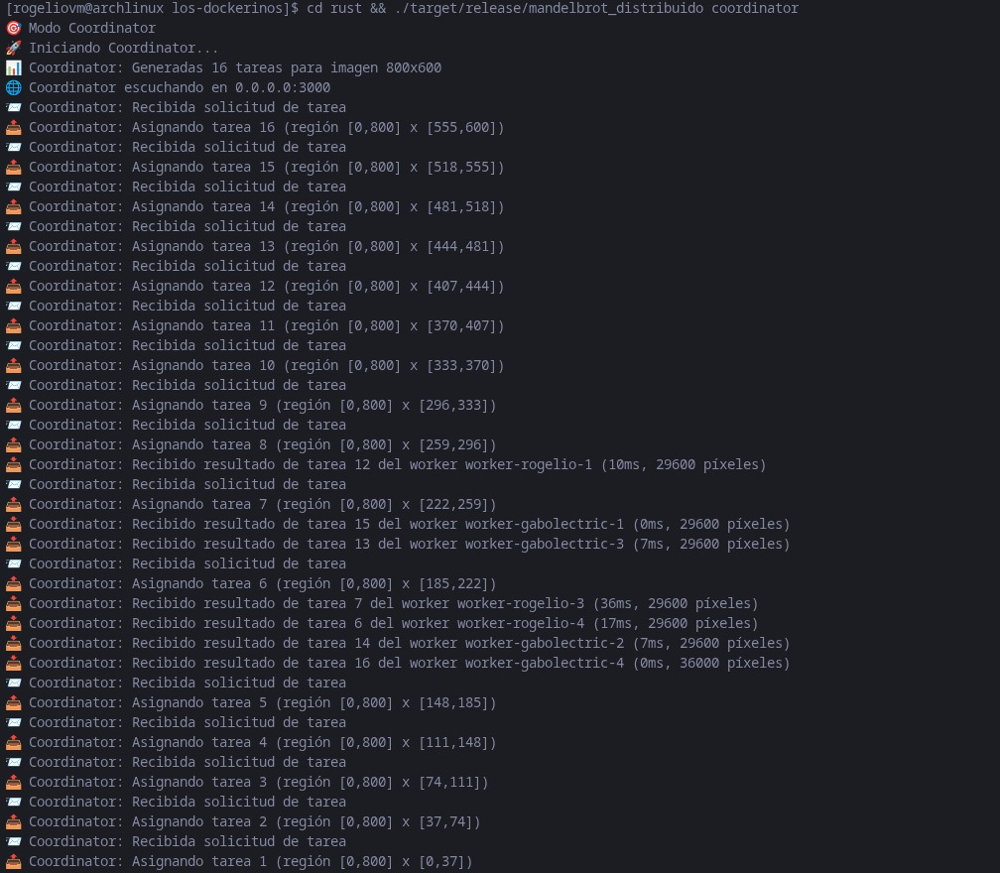 [rogeliovm@archlinux los-dockerinos]$ cd rust && ./target/release/mandelbrot_distribuido coordinator
🎯 Modo Coordinator
🚀 Iniciando Coordinator...
📊 Coordinator: Generadas 16 tareas para imagen 800x600
🌐 Coordinator escuchando en 0.0.0.0:3000
📨 Coordinator: Recibida solicitud de tarea
📤 Coordinator: Asignando tarea 16 (región [0,800] x [555,600])
📨 Coordinator: Recibida solicitud de tarea
📤 Coordinator: Asignando tarea 15 (región [0,800] x [518,555])
📨 Coordinator: Recibida solicitud de tarea
📤 Coordinator: Asignando tarea 14 (región [0,800] x [481,518])
📨 Coordinator: Recibida solicitud de tarea
📤 Coordinator: Asignando tarea 13 (región [0,800] x [444,481])
📨 Coordinator: Recibida solicitud de tarea
📤 Coordinator: Asignando tarea 12 (región [0,800] x [407,444])
📨 Coordinator: Recibida solicitud de tarea
📤 Coordinator: Asignando tarea 11 (región [0,800] x [370,407])
📨 Coordinator: Recibida solicitud de tarea
📤 Coordinator: Asignando tarea 10 (región [0,800] x [333,370])
📨 Coordinator: Recibida solicitud de tarea
📤 Coordinator: Asignando tarea 9 (región [0,800] x [296,333])
📨 Coordinator: Recibida solicitud de tarea
📤 Coordinator: Asignando tarea 8 (región [0,800] x [259,296])
📥 Coordinator: Recibido resultado de tarea 12 del worker worker-rogelio-1 (10ms, 29600 píxeles)
📨 Coordinator: Recibida solicitud de tarea
📤 Coordinator: Asignando tarea 7 (región [0,800] x [222,259])
📥 Coordinator: Recibido resultado de tarea 15 del worker worker-gabolectric-1 (0ms, 29600 píxeles)
📥 Coordinator: Recibido resultado de tarea 13 del worker worker-gabolectric-3 (7ms, 29600 píxeles)
📨 Coordinator: Recibida solicitud de tarea
📤 Coordinator: Asignando tarea 6 (región [0,800] x [185,222])
📥 Coordinator: Recibido resultado de tarea 7 del worker worker-rogelio-3 (36ms, 29600 píxeles)
📥 Coordinator: Recibido resultado de tarea 6 del worker worker-rogelio-4 (17ms, 29600 píxeles)
📥 Coordinator: Recibido resultado de tarea 14 del worker worker-gabolectric-2 (7ms, 29600 píxeles)
📥 Coordinator: Recibido resultado de tarea 16 del worker worker-gabolectric-4 (0ms, 36000 píxeles)
📨 Coordinator: Recibida solicitud de tarea
📤 Coordinator: Asignando tarea 5 (región [0,800] x [148,185])
📨 Coordinator: Recibida solicitud de tarea
📤 Coordinator: Asignando tarea 4 (región [0,800] x [111,148])
📨 Coordinator: Recibida solicitud de tarea
📤 Coordinator: Asignando tarea 3 (región [0,800] x [74,111])
📨 Coordinator: Recibida solicitud de tarea
📤 Coordinator: Asignando tarea 2 (región [0,800] x [37,74])
📨 Coordinator: Recibida solicitud de tarea
📤 Coordinator: Asignando tarea 1 (región [0,800] x [0,37])